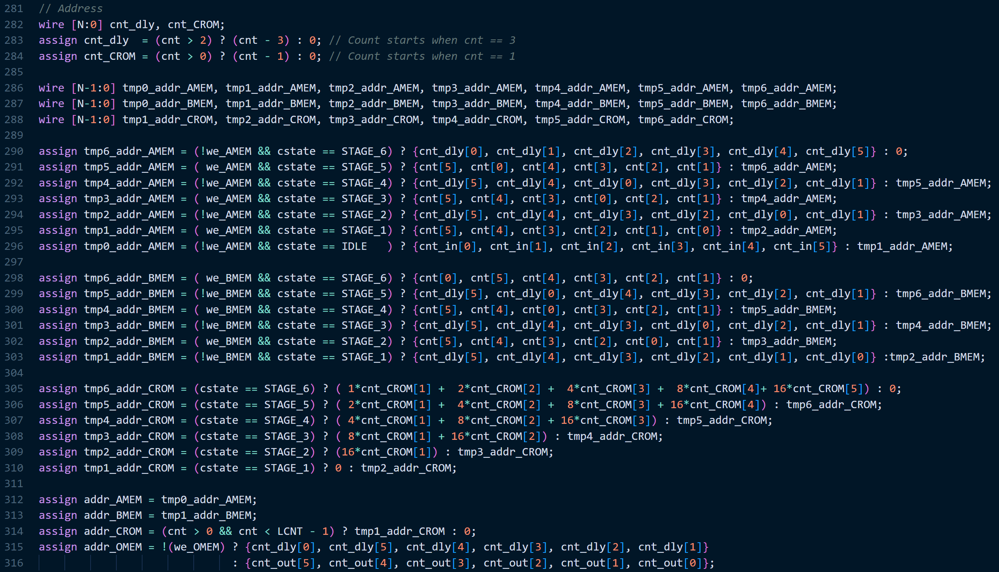 281 // Address
282 wire [N:0] cnt_dly, cnt_CROM;
283 assign cnt_dly  = (cnt > 2) ? (cnt - 3) : 0; // Count starts when cnt == 3
284 assign cnt_CROM = (cnt > 0) ? (cnt - 1) : 0; // Count starts when cnt == 1
285
286 wire [N-1:0] tmp0_addr_AMEM, tmp1_addr_AMEM, tmp2_addr_AMEM, tmp3_addr_AMEM, tmp4_addr_AMEM, tmp5_addr_AMEM, tmp6_addr_AMEM;
287 wire [N-1:0] tmp0_addr_BMEM, tmp1_addr_BMEM, tmp2_addr_BMEM, tmp3_addr_BMEM, tmp4_addr_BMEM, tmp5_addr_BMEM, tmp6_addr_BMEM;
288 wire [N-1:0] tmp1_addr_CROM, tmp2_addr_CROM, tmp3_addr_CROM, tmp4_addr_CROM, tmp5_addr_CROM, tmp6_addr_CROM;
289
290 assign tmp6_addr_AMEM = (!we_AMEM && cstate == STAGE_6) ? {cnt_dly[0], cnt_dly[1], cnt_dly[2], cnt_dly[3], cnt_dly[4], cnt_dly[5]} : 0;
291 assign tmp5_addr_AMEM = ( we_AMEM && cstate == STAGE_5) ? {cnt[5], cnt[0], cnt[4], cnt[3], cnt[2], cnt[1]} : tmp6_addr_AMEM;
292 assign tmp4_addr_AMEM = (!we_AMEM && cstate == STAGE_4) ? {cnt_dly[5], cnt_dly[4], cnt_dly[0], cnt_dly[3], cnt_dly[2], cnt_dly[1]} : tmp5_addr_AMEM;
293 assign tmp3_addr_AMEM = ( we_AMEM && cstate == STAGE_3) ? {cnt[5], cnt[4], cnt[3], cnt[0], cnt[2], cnt[1]} : tmp4_addr_AMEM;
294 assign tmp2_addr_AMEM = (!we_AMEM && cstate == STAGE_2) ? {cnt_dly[5], cnt_dly[4], cnt_dly[3], cnt_dly[2], cnt_dly[0], cnt_dly[1]} : tmp3_addr_AMEM;
295 assign tmp1_addr_AMEM = ( we_AMEM && cstate == STAGE_1) ? {cnt[5], cnt[4], cnt[3], cnt[2], cnt[1], cnt[0]} : tmp2_addr_AMEM;
296 assign tmp0_addr_AMEM = (!we_AMEM && cstate == IDLE   ) ? {cnt_in[0], cnt_in[1], cnt_in[2], cnt_in[3], cnt_in[4], cnt_in[5]} : tmp1_addr_AMEM;
297
298 assign tmp6_addr_BMEM = ( we_BMEM && cstate == STAGE_6) ? {cnt[0], cnt[5], cnt[4], cnt[3], cnt[2], cnt[1]} : 0;
299 assign tmp5_addr_BMEM = (!we_BMEM && cstate == STAGE_5) ? {cnt_dly[5], cnt_dly[0], cnt_dly[4], cnt_dly[3], cnt_dly[2], cnt_dly[1]} : tmp6_addr_BMEM;
300 assign tmp4_addr_BMEM = ( we_BMEM && cstate == STAGE_4) ? {cnt[5], cnt[4], cnt[0], cnt[3], cnt[2], cnt[1]} : tmp5_addr_BMEM;
301 assign tmp3_addr_BMEM = (!we_BMEM && cstate == STAGE_3) ? {cnt_dly[5], cnt_dly[4], cnt_dly[3], cnt_dly[0], cnt_dly[2], cnt_dly[1]} : tmp4_addr_BMEM;
302 assign tmp2_addr_BMEM = ( we_BMEM && cstate == STAGE_2) ? {cnt[5], cnt[4], cnt[3], cnt[2], cnt[0], cnt[1]} : tmp3_addr_BMEM;
303 assign tmp1_addr_BMEM = (!we_BMEM && cstate == STAGE_1) ? {cnt_dly[5], cnt_dly[4], cnt_dly[3], cnt_dly[2], cnt_dly[1], cnt_dly[0]} :tmp2_addr_BMEM;
304
305 assign tmp6_addr_CROM = (cstate == STAGE_6) ? ( 1*cnt_CROM[1] +  2*cnt_CROM[2] +  4*cnt_CROM[3] +  8*cnt_CROM[4]+ 16*cnt_CROM[5]) : 0;
306 assign tmp5_addr_CROM = (cstate == STAGE_5) ? ( 2*cnt_CROM[1] +  4*cnt_CROM[2] +  8*cnt_CROM[3] + 16*cnt_CROM[4]) : tmp6_addr_CROM;
307 assign tmp4_addr_CROM = (cstate == STAGE_4) ? ( 4*cnt_CROM[1] +  8*cnt_CROM[2] + 16*cnt_CROM[3]) : tmp5_addr_CROM;
308 assign tmp3_addr_CROM = (cstate == STAGE_3) ? ( 8*cnt_CROM[1] + 16*cnt_CROM[2]) : tmp4_addr_CROM;
309 assign tmp2_addr_CROM = (cstate == STAGE_2) ? (16*cnt_CROM[1]) : tmp3_addr_CROM;
310 assign tmp1_addr_CROM = (cstate == STAGE_1) ? 0 : tmp2_addr_CROM;
311
312 assign addr_AMEM = tmp0_addr_AMEM;
313 assign addr_BMEM = tmp1_addr_BMEM;
314 assign addr_CROM = (cnt > 0 && cnt < LCNT - 1) ? tmp1_addr_CROM : 0;
315 assign addr_OMEM = !(we_OMEM) ? {cnt_dly[0], cnt_dly[5], cnt_dly[4], cnt_dly[3], cnt_dly[2], cnt_dly[1]}
316                               : {cnt_out[5], cnt_out[4], cnt_out[3], cnt_out[2], cnt_out[1], cnt_out[0]};